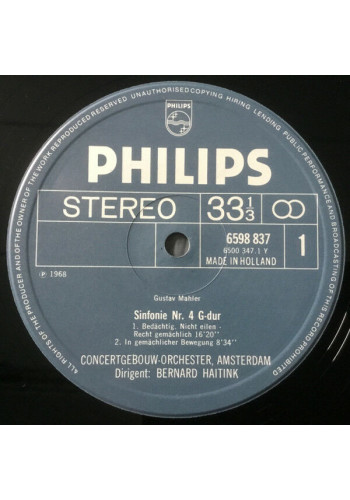 ALL RIGHTS OF THE MANUFACTURER AND OF THE OWNER OF THE WORK REPRODUCED RESERVED UNAUTHORISED COPYING HIRING LENDING PUBLIC PERFORMANCE AND BROADCASTING OF THIS RECORD PROHIBITED
PHILIPS
PHILIPS
STEREO 33 1/3
6598 837
6500 347.1 Y
MADE IN HOLLAND
1
℗ 1968
Gustav Mahler
Sinfonie Nr. 4 G-dur
1. Bedächtig. Nicht eilen -
Recht gemächlich 16'20"
2. In gemächlicher Bewegung 8'34"
CONCERTGEBOUW-ORCHESTER, AMSTERDAM
Dirigent: BERNARD HAITINK